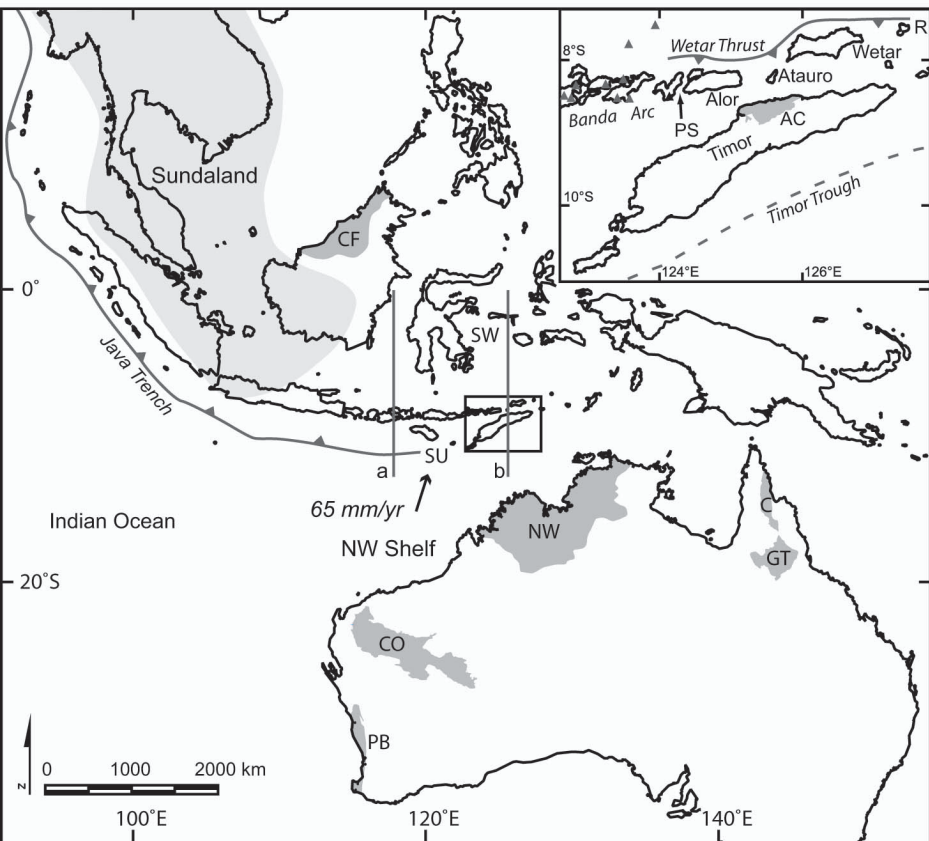 8°S
Wetar Thrust
R
Wetar
Atauro
Alor
Banda Arc
PS
AC
Timor
10°S
Timor Trough
124°E
126°E
Sundaland
CF
0°
SW
Java Trench
SU
a
b
65 mm/yr
Indian Ocean
NW Shelf
NW
C
GT
20°S
CO
PB
N
0 1000 2000 km
100°E
120°E
140°E